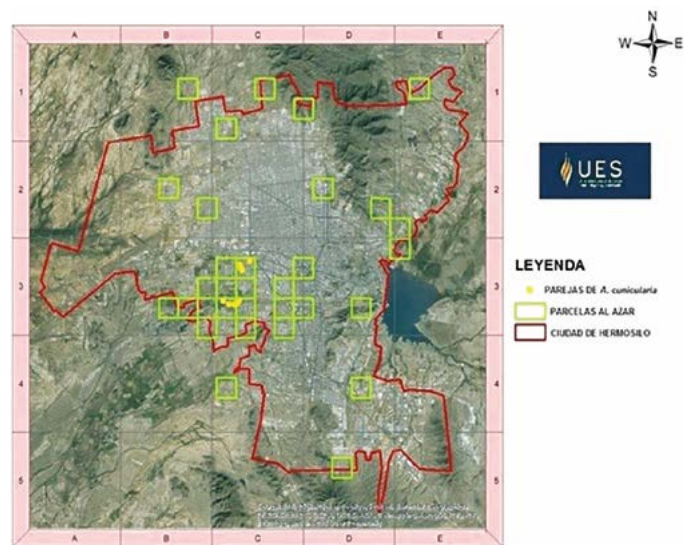 N
W E
S
A B C D E
1 1
2 2
3 3
4 4
5 5
A B C D E
UES
LEYENDA
PAREJAS DE A. cunicularia
PARCELAS AL AZAR
CIUDAD DE HERMOSILO